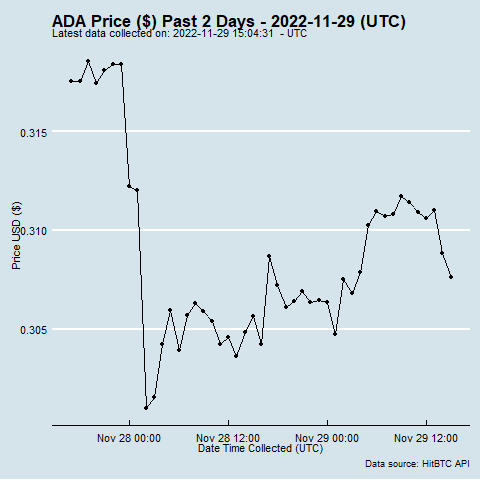 ADA Price ($) Past 2 Days - 2022-11-29 (UTC)
Latest data collected on: 2022-11-29 15:04:31 - UTC
0.315
0.310
0.305
Price USD ($)
Nov 28 00:00 Nov 28 12:00 Nov 29 00:00 Nov 29 12:00
Date Time Collected (UTC)
Data source: HitBTC API